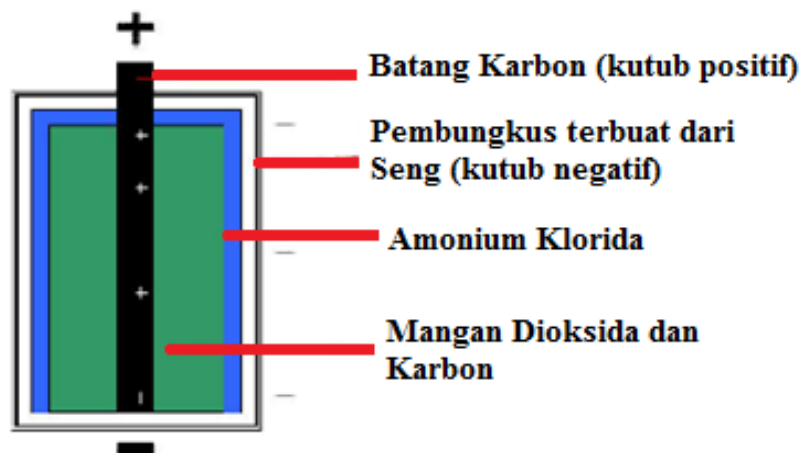 +
Batang Karbon (kutub positif)
Pembungkus terbuat dari
Seng (kutub negatif)
Amonium Klorida
Mangan Dioksida dan
Karbon
-